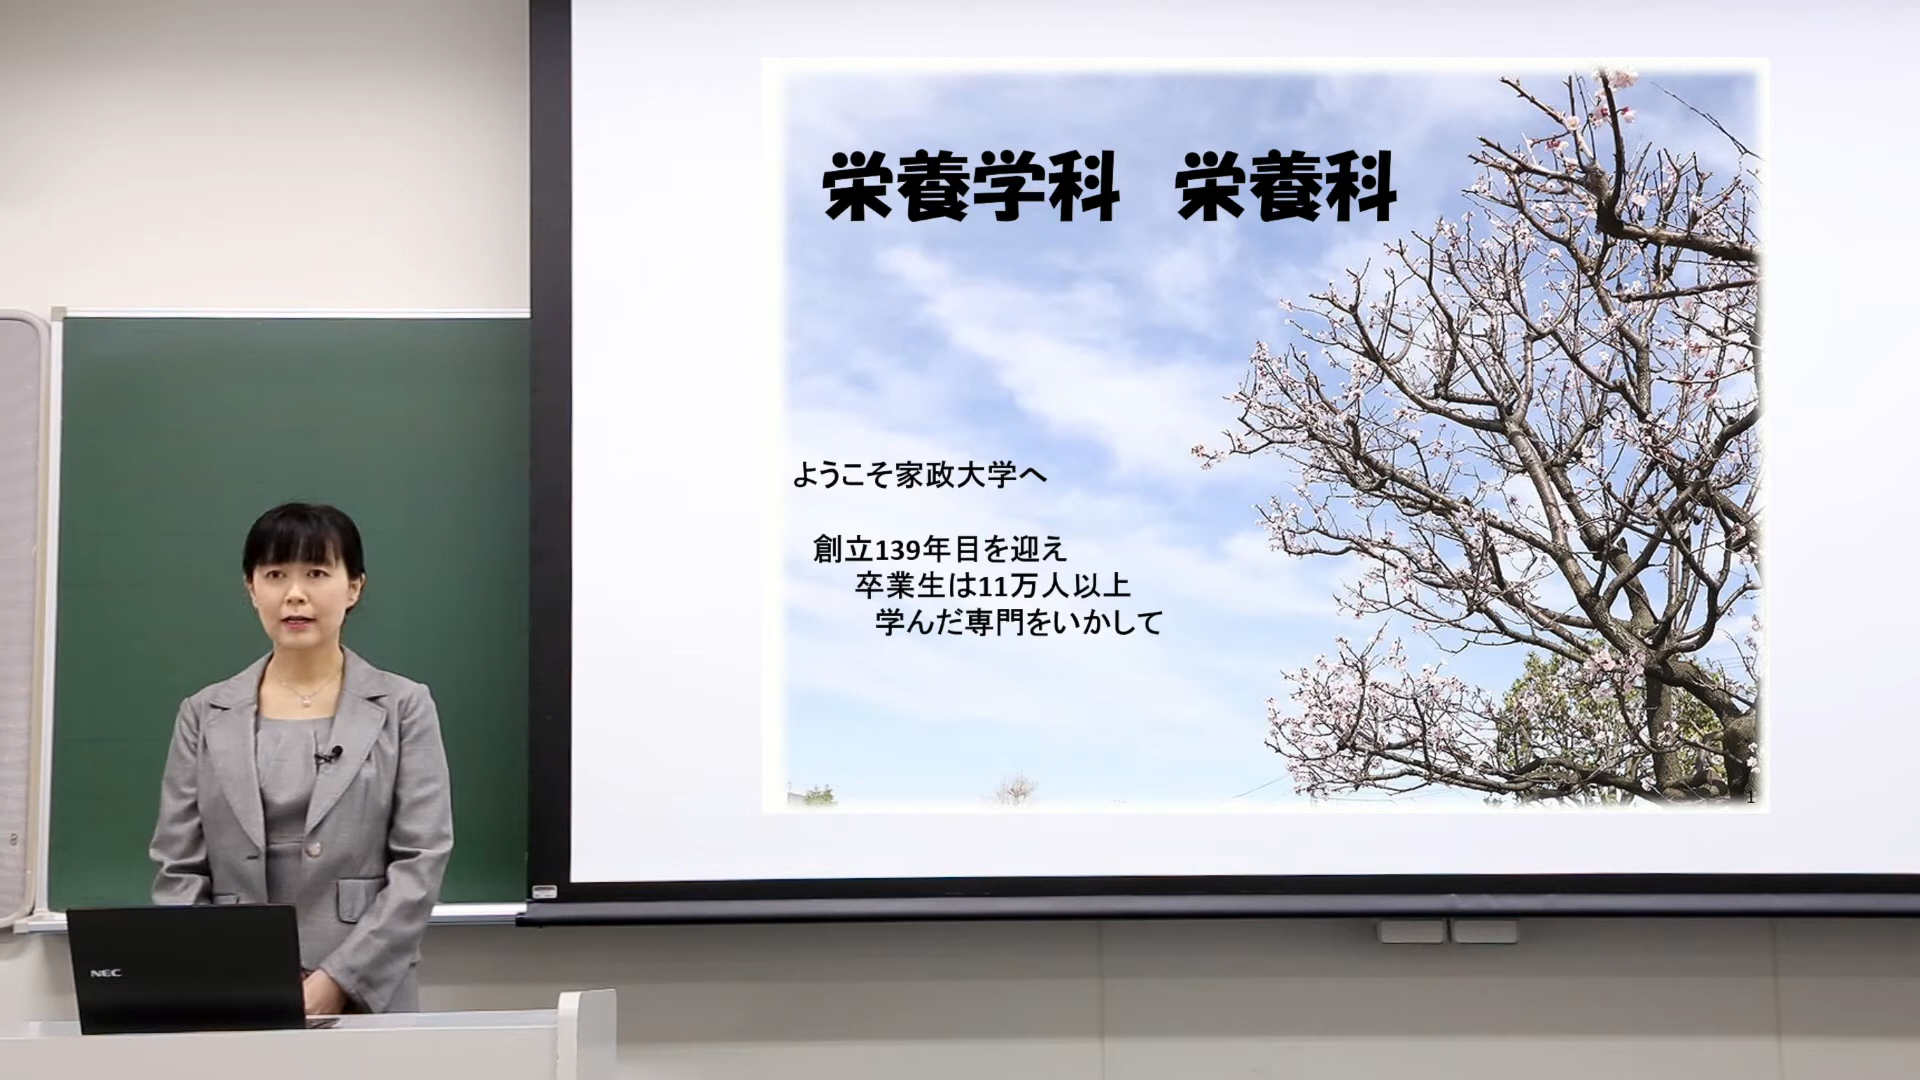 栄養学科　栄養科
ようこそ家政大学へ
創立139年目を迎え
卒業生は11万人以上
学んだ専門をいかして
1
NEC